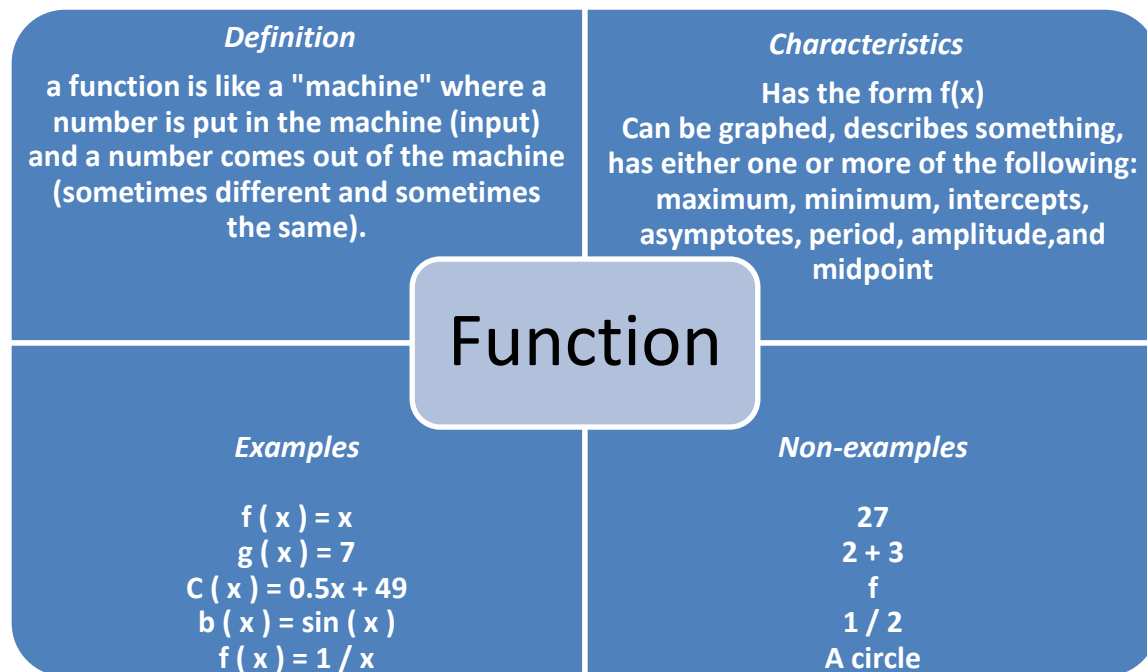 Definition
a function is like a "machine" where a
number is put in the machine (input)
and a number comes out of the machine
(sometimes different and sometimes
the same).
Characteristics
Has the form f(x)
Can be graphed, describes something,
has either one or more of the following:
maximum, minimum, intercepts,
asymptotes, period, amplitude,and
midpoint
Function
Examples
f ( x ) = x
g ( x ) = 7
C ( x ) = 0.5x + 49
b ( x ) = sin ( x )
f ( x ) = 1 / x
Non-examples
27
2 + 3
f
1 / 2
A circle